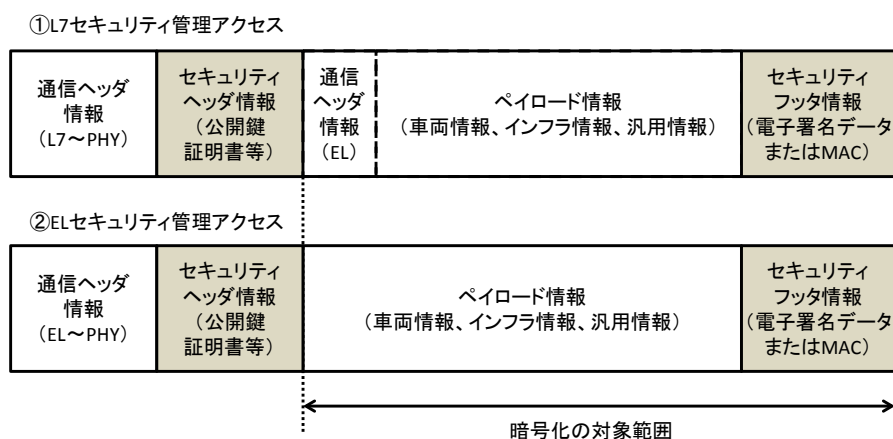 ①L7セキュリティ管理アクセス
通信ヘッダ
情報
(L7～PHY)
セキュリティ
ヘッダ情報
(公開鍵
証明書等)
通信
ヘッダ
情報
(EL)
ペイロード情報
(車両情報、インフラ情報、汎用情報)
セキュリティ
フッタ情報
(電子署名データ
またはMAC)
②ELセキュリティ管理アクセス
通信ヘッダ
情報
(EL～PHY)
セキュリティ
ヘッダ情報
(公開鍵
証明書等)
ペイロード情報
(車両情報、インフラ情報、汎用情報)
セキュリティ
フッタ情報
(電子署名データ
またはMAC)
暗号化の対象範囲